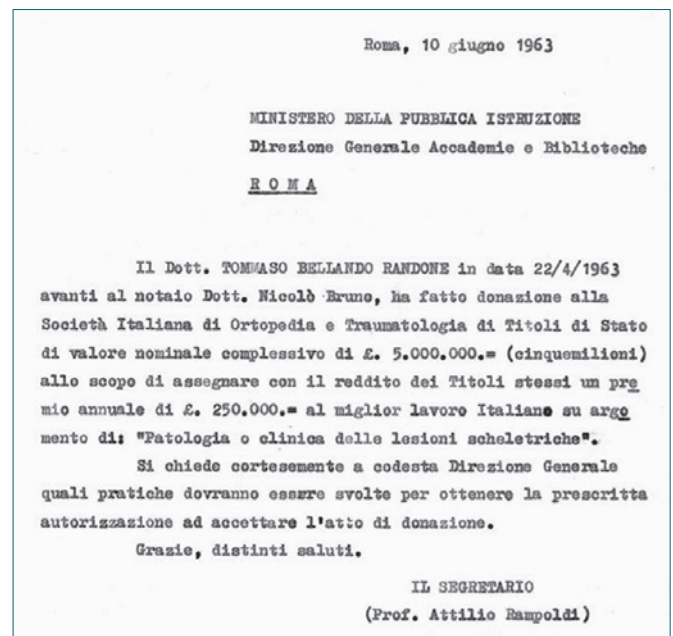 Roma, 10 giugno 1963
MINISTERO DELLA PUBBLICA ISTRUZIONE
Direzione Generale Accademie e Biblioteche
R O M A
Il Dott. TOMMASO BELLANDO RANDONE in data 22/4/1963
avanti al notaio Dott. Nicolò Bruno, ha fatto donazione alla
Società Italiana di Ortopedia e Traumatologia di Titoli di Stato
di valore nominale complessivo di £. 5.000.000.= (cinquemilioni)
allo scopo di assegnare con il reddito dei Titoli stessi un pre
mio annuale di £. 250.000.= al miglior lavoro Italiano su argo
mento di: "Patologia o clinica delle lesioni scheletriche".
Si chiede cortesemente a codesta Direzione Generale
quali pratiche dovranno essere svolte per ottenere la prescritta
autorizzazione ad accettare l'atto di donazione.
Grazie, distinti saluti.
IL SEGRETARIO
(Prof. Attilio Rampoldi)